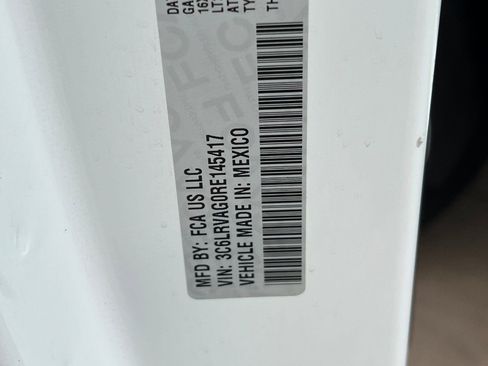 MFD BY: FCA US LLC
VIN: 3C6LRVAG0RE145417
VEHICLE MADE IN: MEXICO